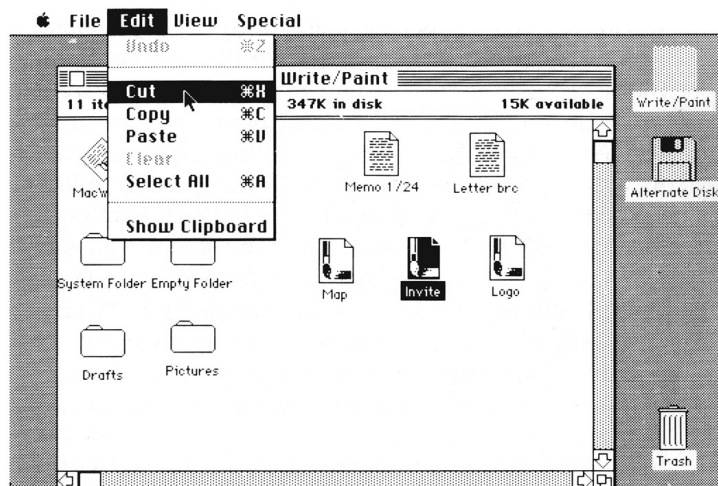 File Edit View Special
Undo ⌘Z
Cut ⌘X
Copy ⌘C
Paste ⌘V
Clear
Select All ⌘A
Show Clipboard
Write/Paint
11 ite
347K in disk
15K available
MacW
Memo 1/24
Letter bro
System Folder
Empty Folder
Map
Invite
Logo
Drafts
Pictures
Write/Paint
Alternate Disk
Trash